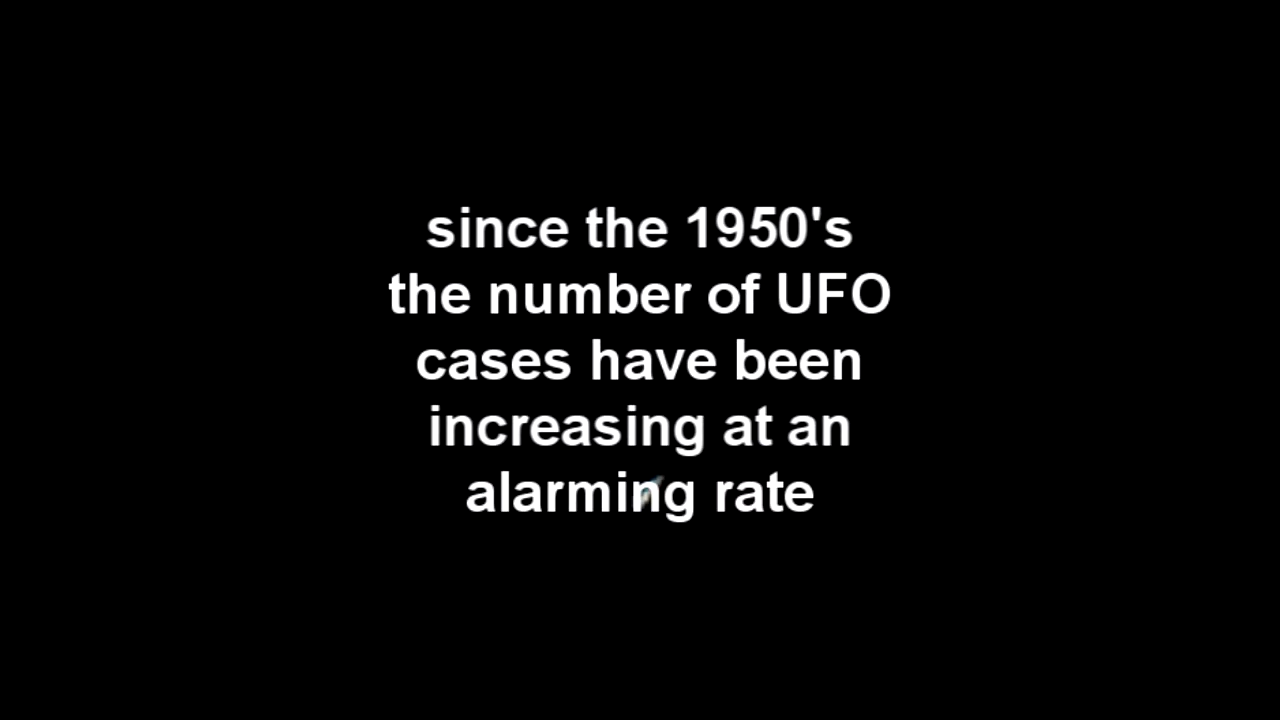 since the 1950's
the number of UFO
cases have been
increasing at an
alarming rate